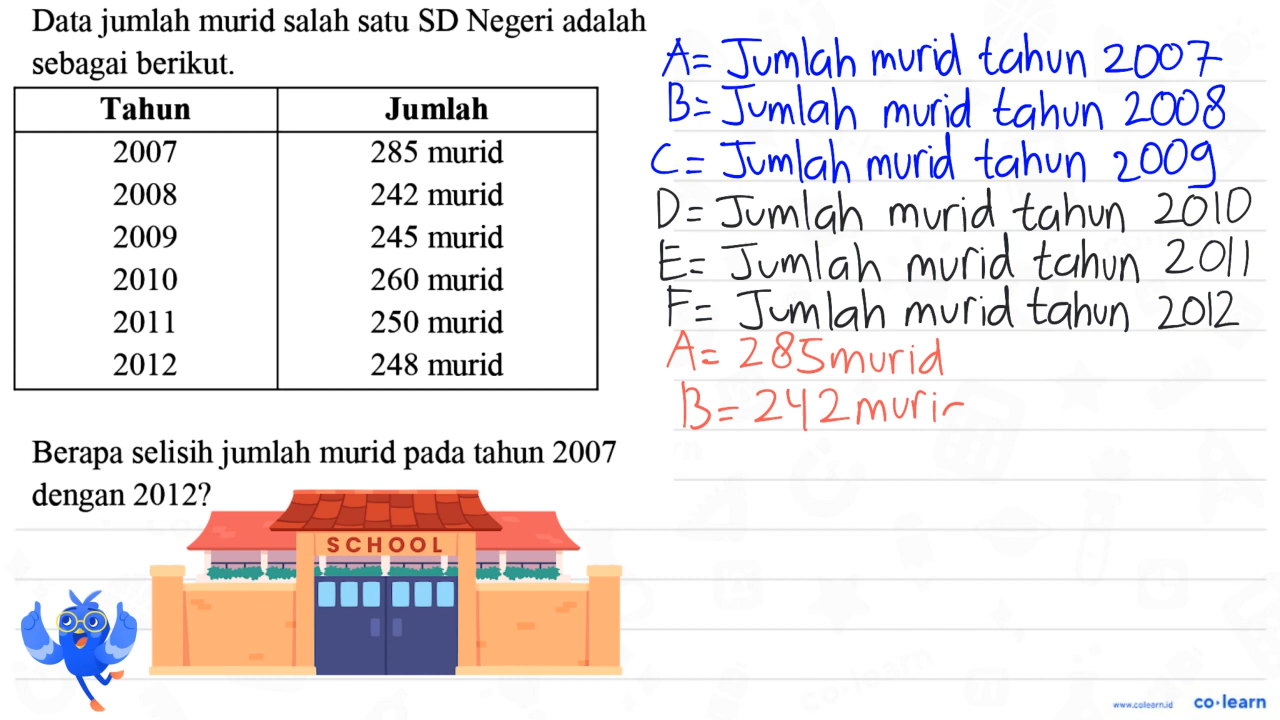 Data jumlah murid salah satu SD Negeri adalah
sebagai berikut.
Tahun Jumlah
2007 285 murid
2008 242 murid
2009 245 murid
2010 260 murid
2011 250 murid
2012 248 murid
Berapa selisih jumlah murid pada tahun 2007
dengan 2012?
SCHOOL
A= Jumlah murid tahun 2007
B= Jumlah murid tahun 2008
C= Jumlah murid tahun 2009
D= Jumlah murid tahun 2010
E= Jumlah murid tahun 2011
F= Jumlah murid tahun 2012
A= 285 murid
B= 242 muri
www.colearn.id co·learn